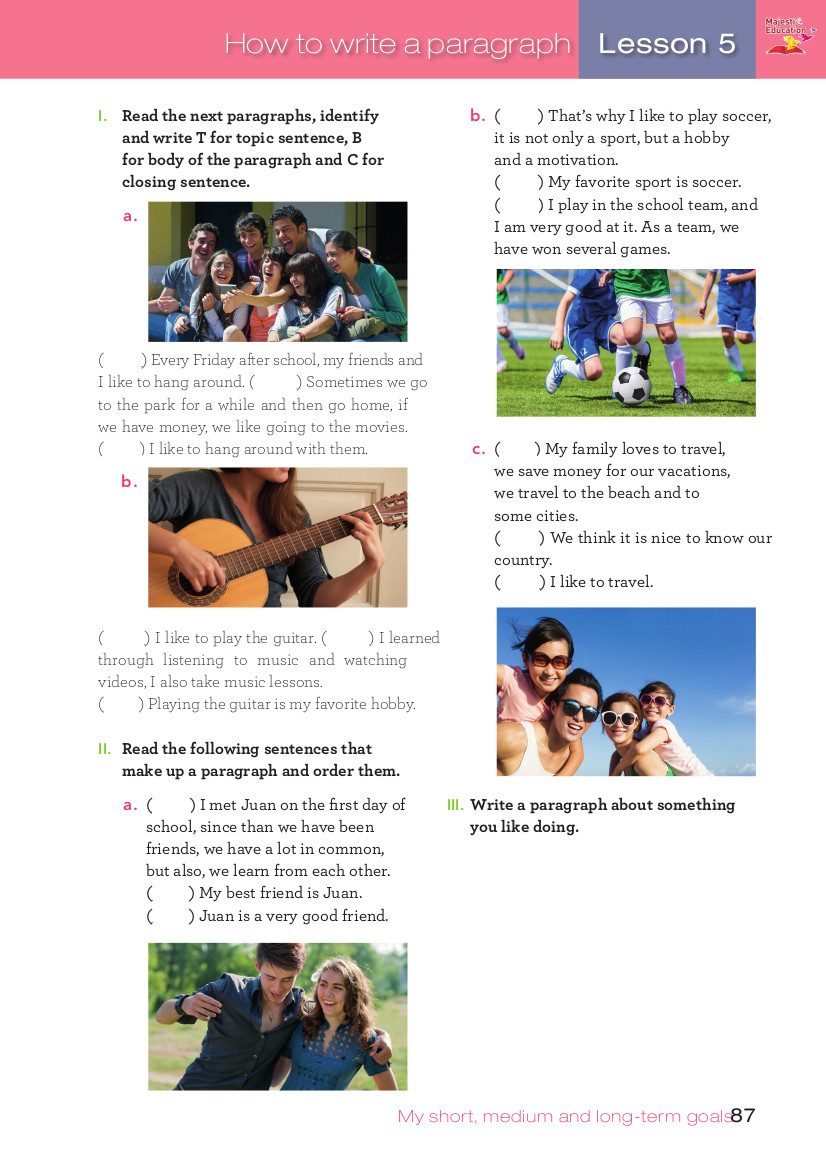 How to write a paragraph Lesson 5
Majestic
Education
I. Read the next paragraphs, identify
and write T for topic sentence, B
for body of the paragraph and C for
closing sentence.
a.
( ) Every Friday after school, my friends and
I like to hang around. ( ) Sometimes we go
to the park for a while and then go home, if
we have money, we like going to the movies.
( ) I like to hang around with them.
b.
( ) I like to play the guitar. ( ) I learned
through listening to music and watching
videos, I also take music lessons.
( ) Playing the guitar is my favorite hobby.
II. Read the following sentences that
make up a paragraph and order them.
a. ( ) I met Juan on the first day of
school, since than we have been
friends, we have a lot in common,
but also, we learn from each other.
( ) My best friend is Juan.
( ) Juan is a very good friend.
b. ( ) That's why I like to play soccer,
it is not only a sport, but a hobby
and a motivation.
( ) My favorite sport is soccer.
( ) I play in the school team, and
I am very good at it. As a team, we
have won several games.
c. ( ) My family loves to travel,
we save money for our vacations,
we travel to the beach and to
some cities.
( ) We think it is nice to know our
country.
( ) I like to travel.
III. Write a paragraph about something
you like doing.
My short, medium and long-term goals 87